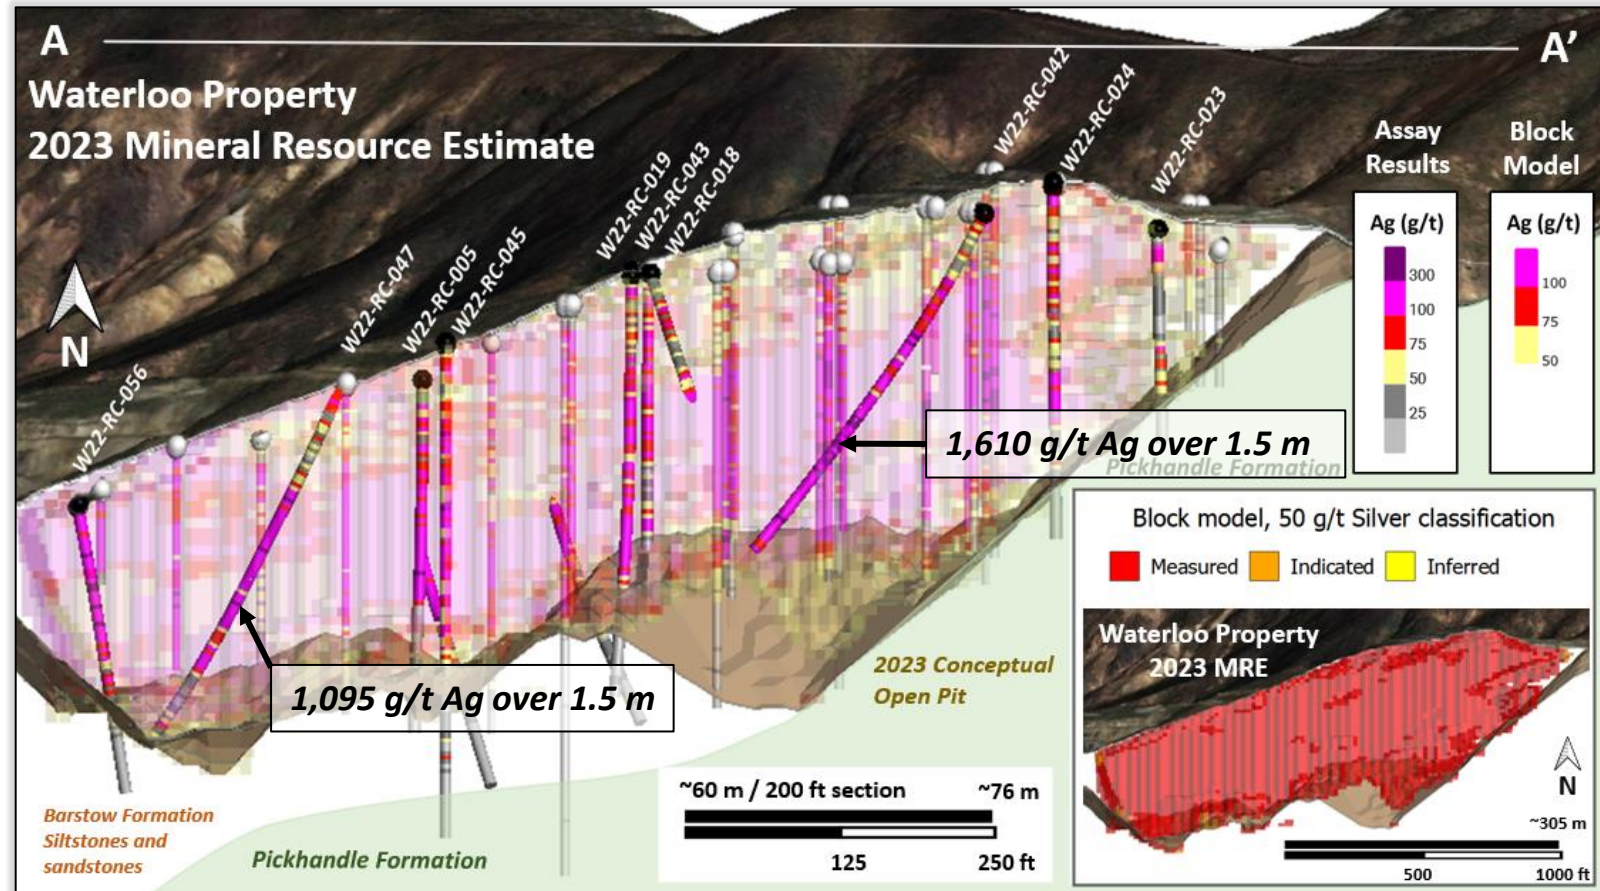 A
A'
Waterloo Property
2023 Mineral Resource Estimate
W22-RC-056
W22-RC-047
W22-RC-005
W22-RC-045
W22-RC-019
W22-RC-043
W22-RC-018
W22-RC-042
W22-RC-024
W22-RC-023
N
Assay
Results
Ag (g/t)
300
100
75
50
25
Block
Model
Ag (g/t)
100
75
50
1,610 g/t Ag over 1.5 m
Pickhandle Formation
1,095 g/t Ag over 1.5 m
2023 Conceptual
Open Pit
Barstow Formation
Siltstones and
sandstones
Pickhandle Formation
~60 m / 200 ft section
~76 m
125
250 ft
Block model, 50 g/t Silver classification
Measured
Indicated
Inferred
Waterloo Property
2023 MRE
N
~305 m
500
1000 ft